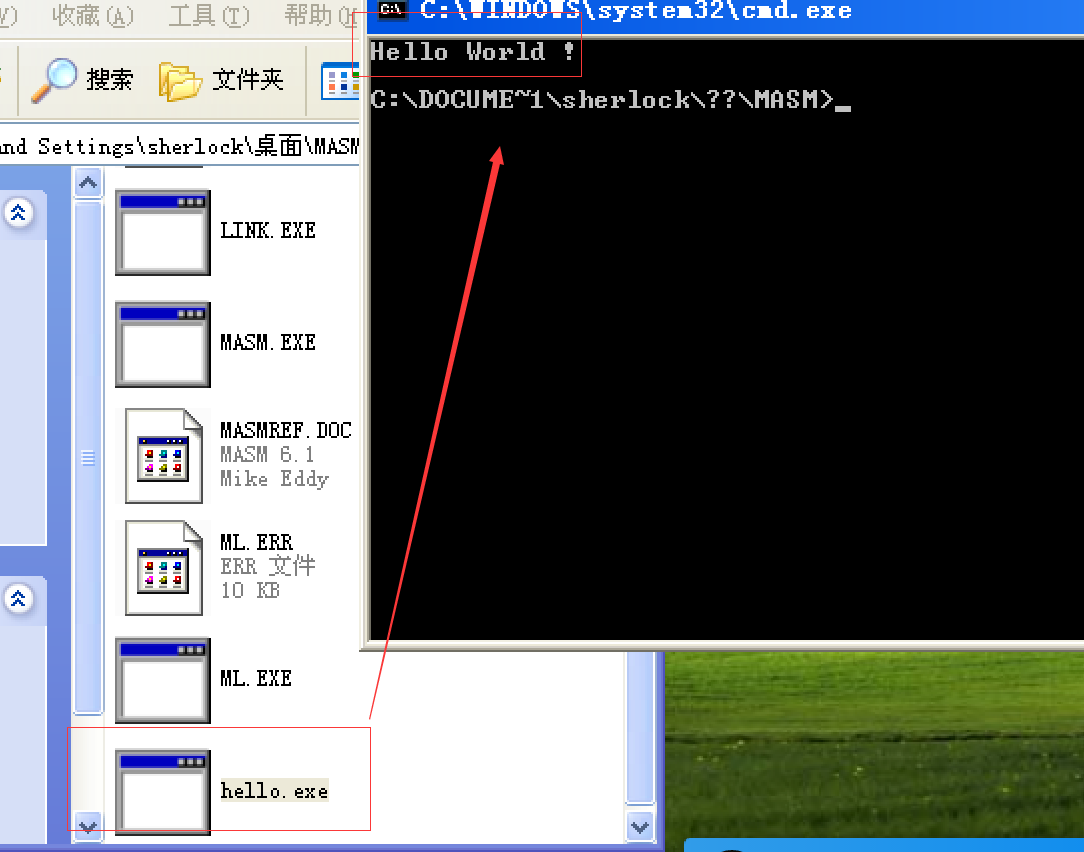 收藏(A) 工具(T) 帮助(H
搜索 文件夹
nd Settings\sherlock\桌面\MASM
LINK.EXE
MASM.EXE
MASMREF.DOC
MASM 6.1
Mike Eddy
ML.ERR
ERR 文件
10 KB
ML.EXE
hello.exe
C:\WINDOWS\system32\cmd.exe
Hello World !
C:\DOCUME~1\sherlock\??\MASM>_